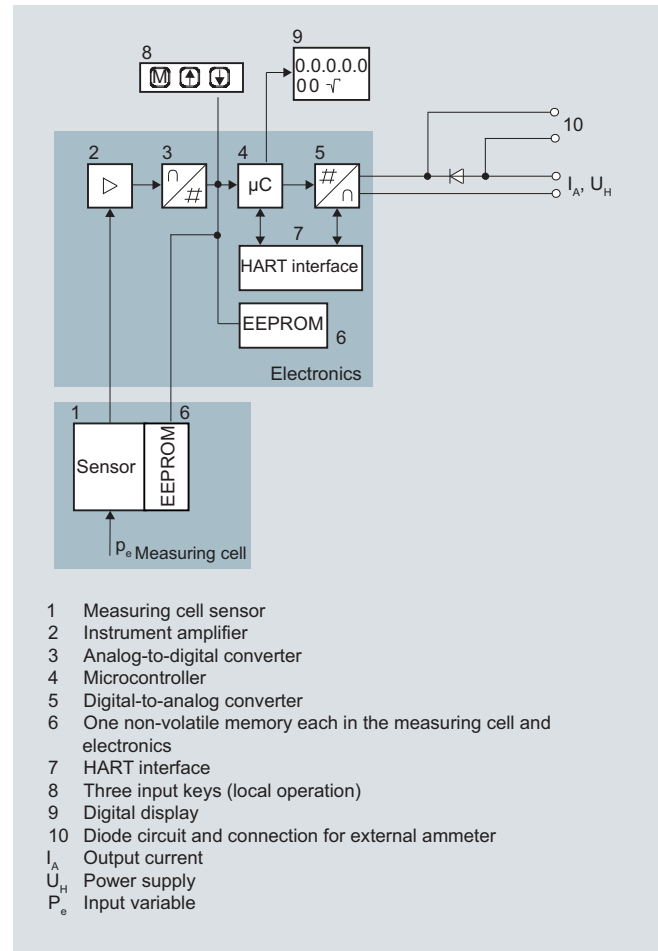 9
8
0.0.0.0.0
M
00 √
10
2
3
4
5
∩
#
µC
#
∩
I_A, U_H
7
HART interface
EEPROM
6
Electronics
1
6
Sensor
EEPROM
p_e Measuring cell
1 Measuring cell sensor
2 Instrument amplifier
3 Analog-to-digital converter
4 Microcontroller
5 Digital-to-analog converter
6 One non-volatile memory each in the measuring cell and
electronics
7 HART interface
8 Three input keys (local operation)
9 Digital display
10 Diode circuit and connection for external ammeter
I_A Output current
U_H Power supply
P_e Input variable